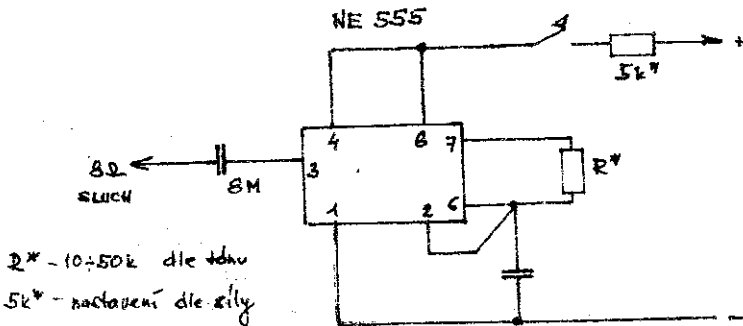 NE 555
+
5k*
4
8
7
3
8Ω
SLUCH
8M
R*
6
1
2
R* - 10÷50k dle tónu
5k* - nastavení dle síly
-